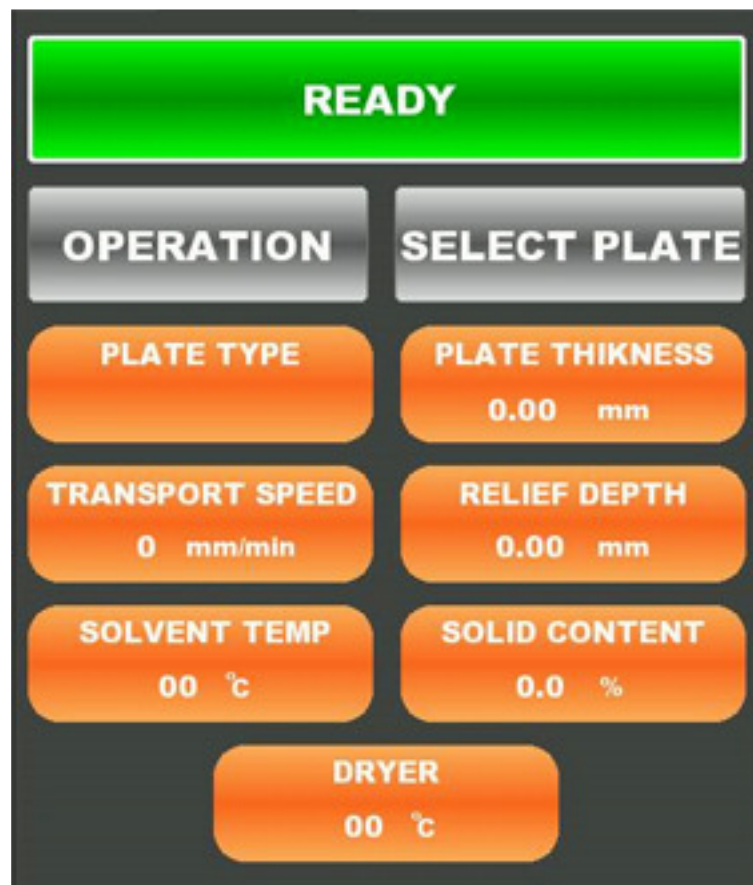 READY
OPERATION
SELECT PLATE
PLATE TYPE
PLATE THIKNESS
0.00 mm
TRANSPORT SPEED
0 mm/min
RELIEF DEPTH
0.00 mm
SOLVENT TEMP
00 °C
SOLID CONTENT
0.0 %
DRYER
00 °C